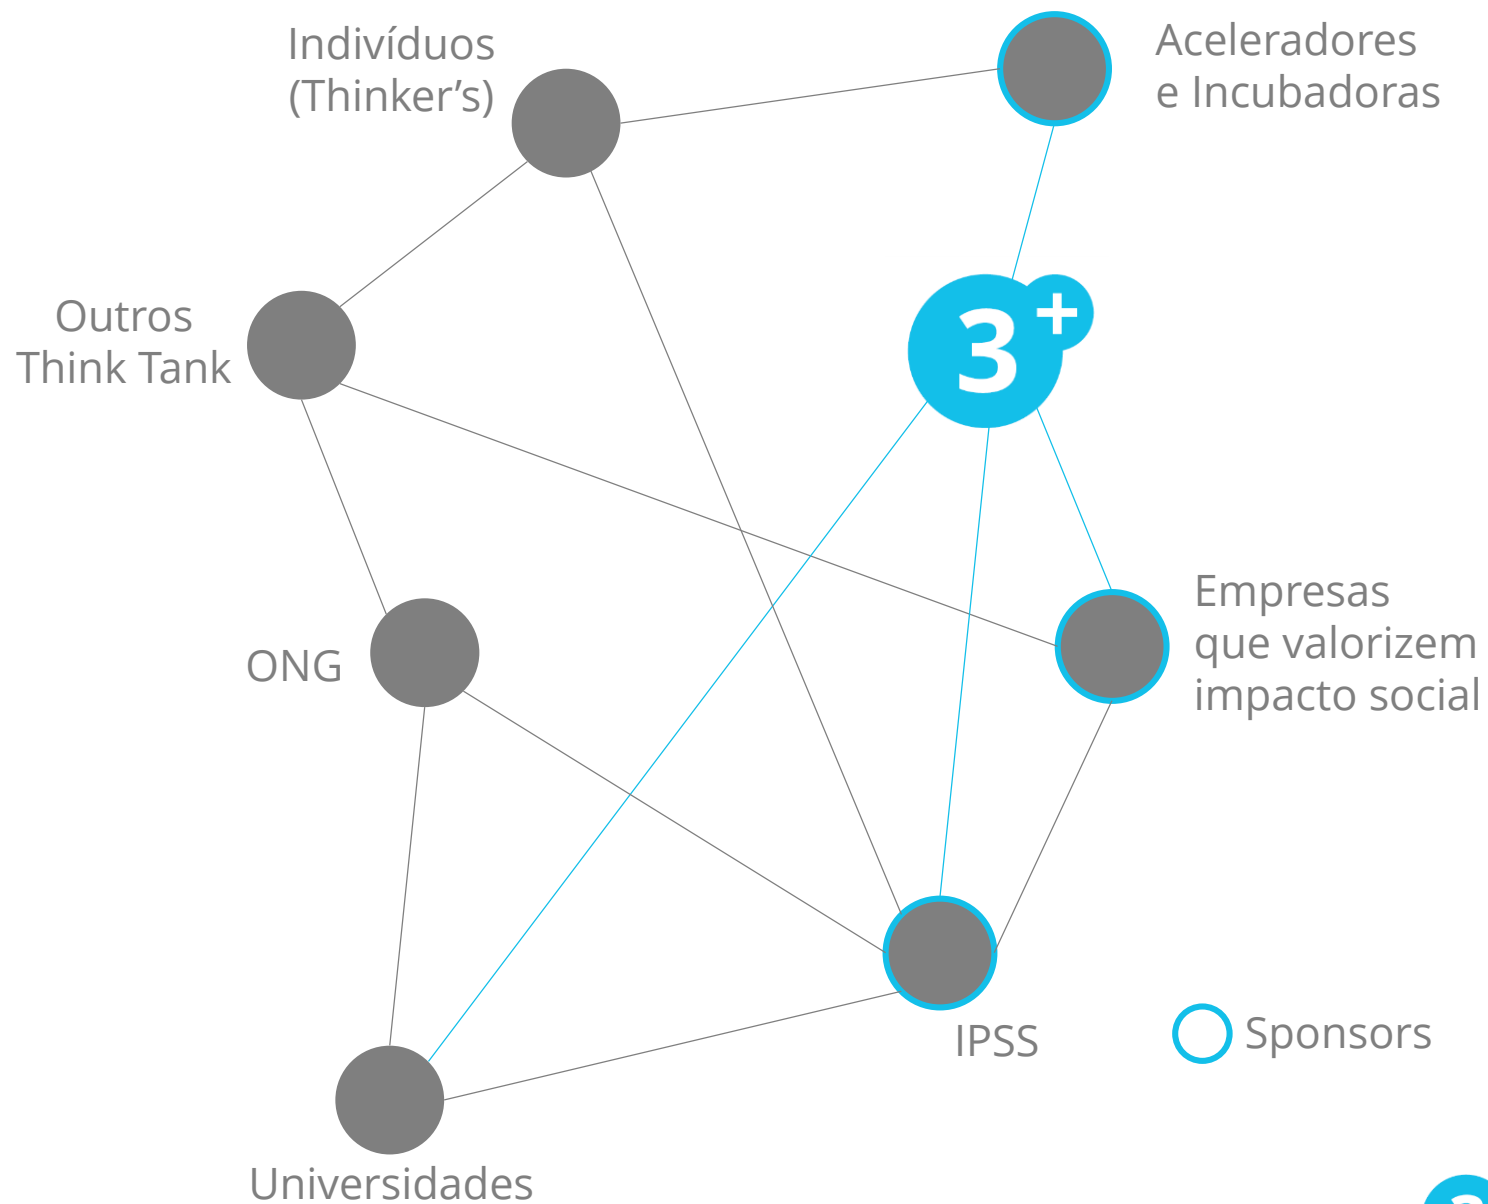 Indivíduos
(Thinker’s)
Aceleradores
e Incubadoras
3+
Outros
Think Tank
Empresas
que valorizem
impacto social
ONG
IPSS
Sponsors
Universidades